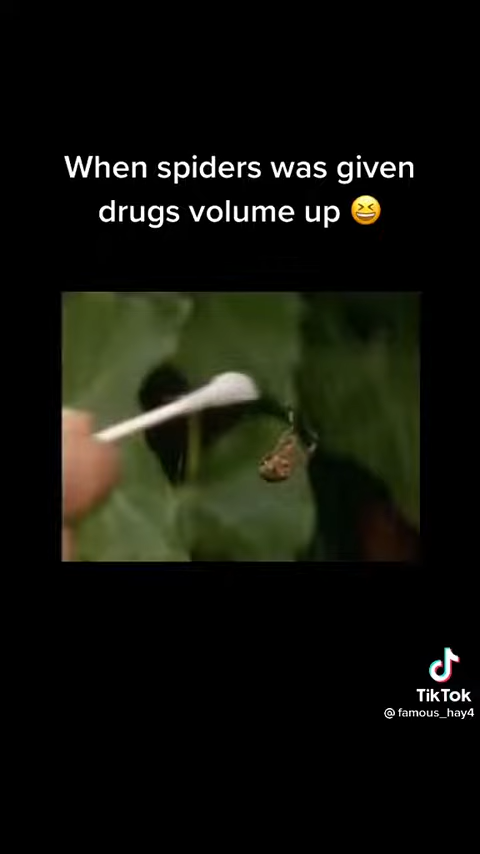 When spiders was given
drugs volume up 😆
TikTok
@ famous_hay4